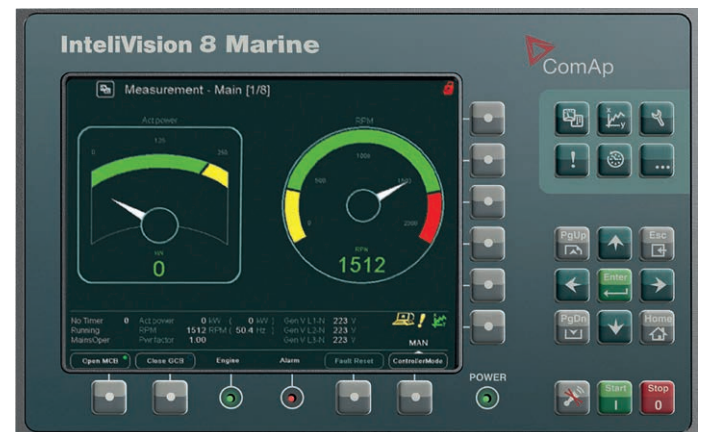 InteliVision 8 Marine
ComAp
Measurement - Main [1/8]
Act power
RPM
125
0
250
1000
500
1500
0
2000
kW
0
RPM
1512
No Timer 0 Act power 0 kW ( 0 kW ) Gen V L1-N 223 V
Running RPM 1512 RPM ( 50.4 Hz ) Gen V L2-N 223 V
MainsOper Pwr factor 1.00 Gen V L3-N 223 V
MAN
Open MCB Close GCB Engine Alarm Fault Reset ControllerMode
POWER
x
y
!
...
PgUp
Esc
Enter
PgDn
Home
Start
I
Stop
0